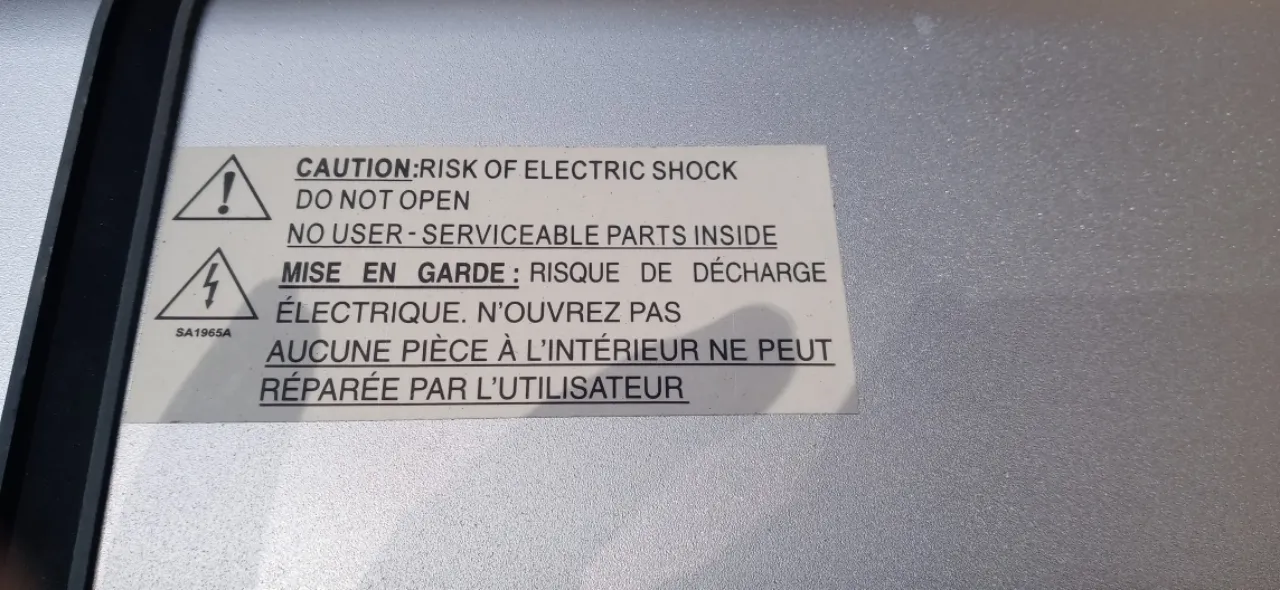 CAUTION:RISK OF ELECTRIC SHOCK
DO NOT OPEN
NO USER - SERVICEABLE PARTS INSIDE
MISE EN GARDE : RISQUE DE DÉCHARGE
ÉLECTRIQUE. N'OUVREZ PAS
SA1965A
AUCUNE PIÈCE À L'INTÉRIEUR NE PEUT
RÉPARÉE PAR L'UTILISATEUR